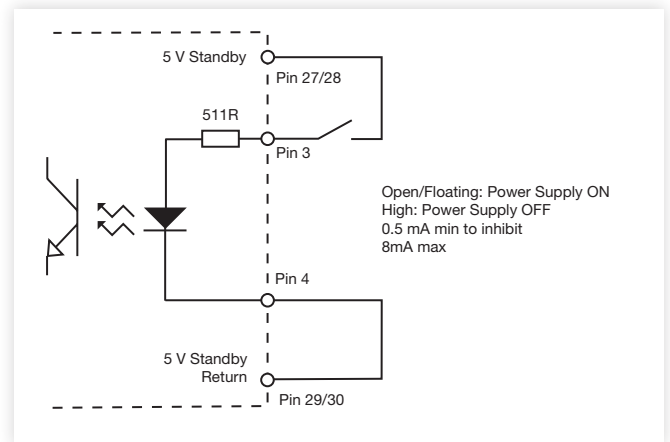 5 V Standby
Pin 27/28
511R
Pin 3
Open/Floating: Power Supply ON
High: Power Supply OFF
0.5 mA min to inhibit
8mA max
Pin 4
5 V Standby
Return
Pin 29/30